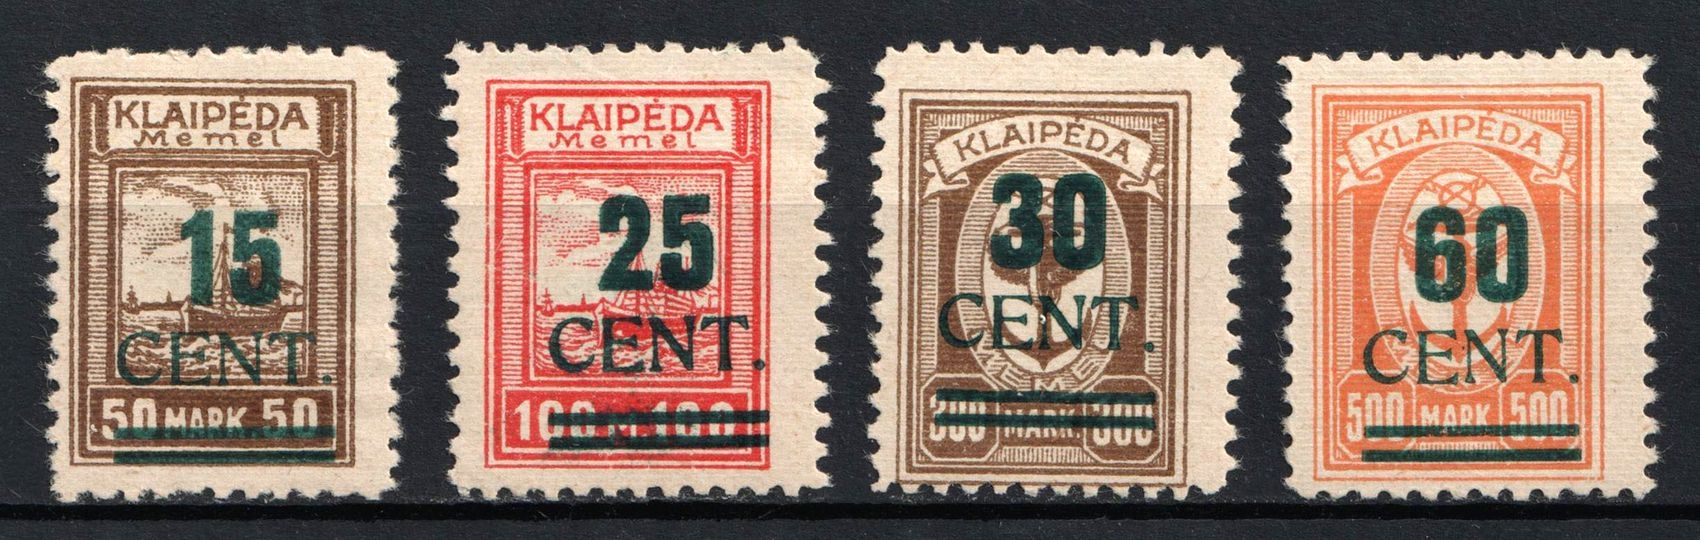 KLAIPĖDA
Memel
15
CENT.
50 MARK. 50
KLAIPĖDA
Memel
25
CENT.
100 M. 100
KLAIPĖDA
30
CENT.
MEMEL
300 MARK. 300
KLAIPĖDA
60
CENT.
500 MARK. 500